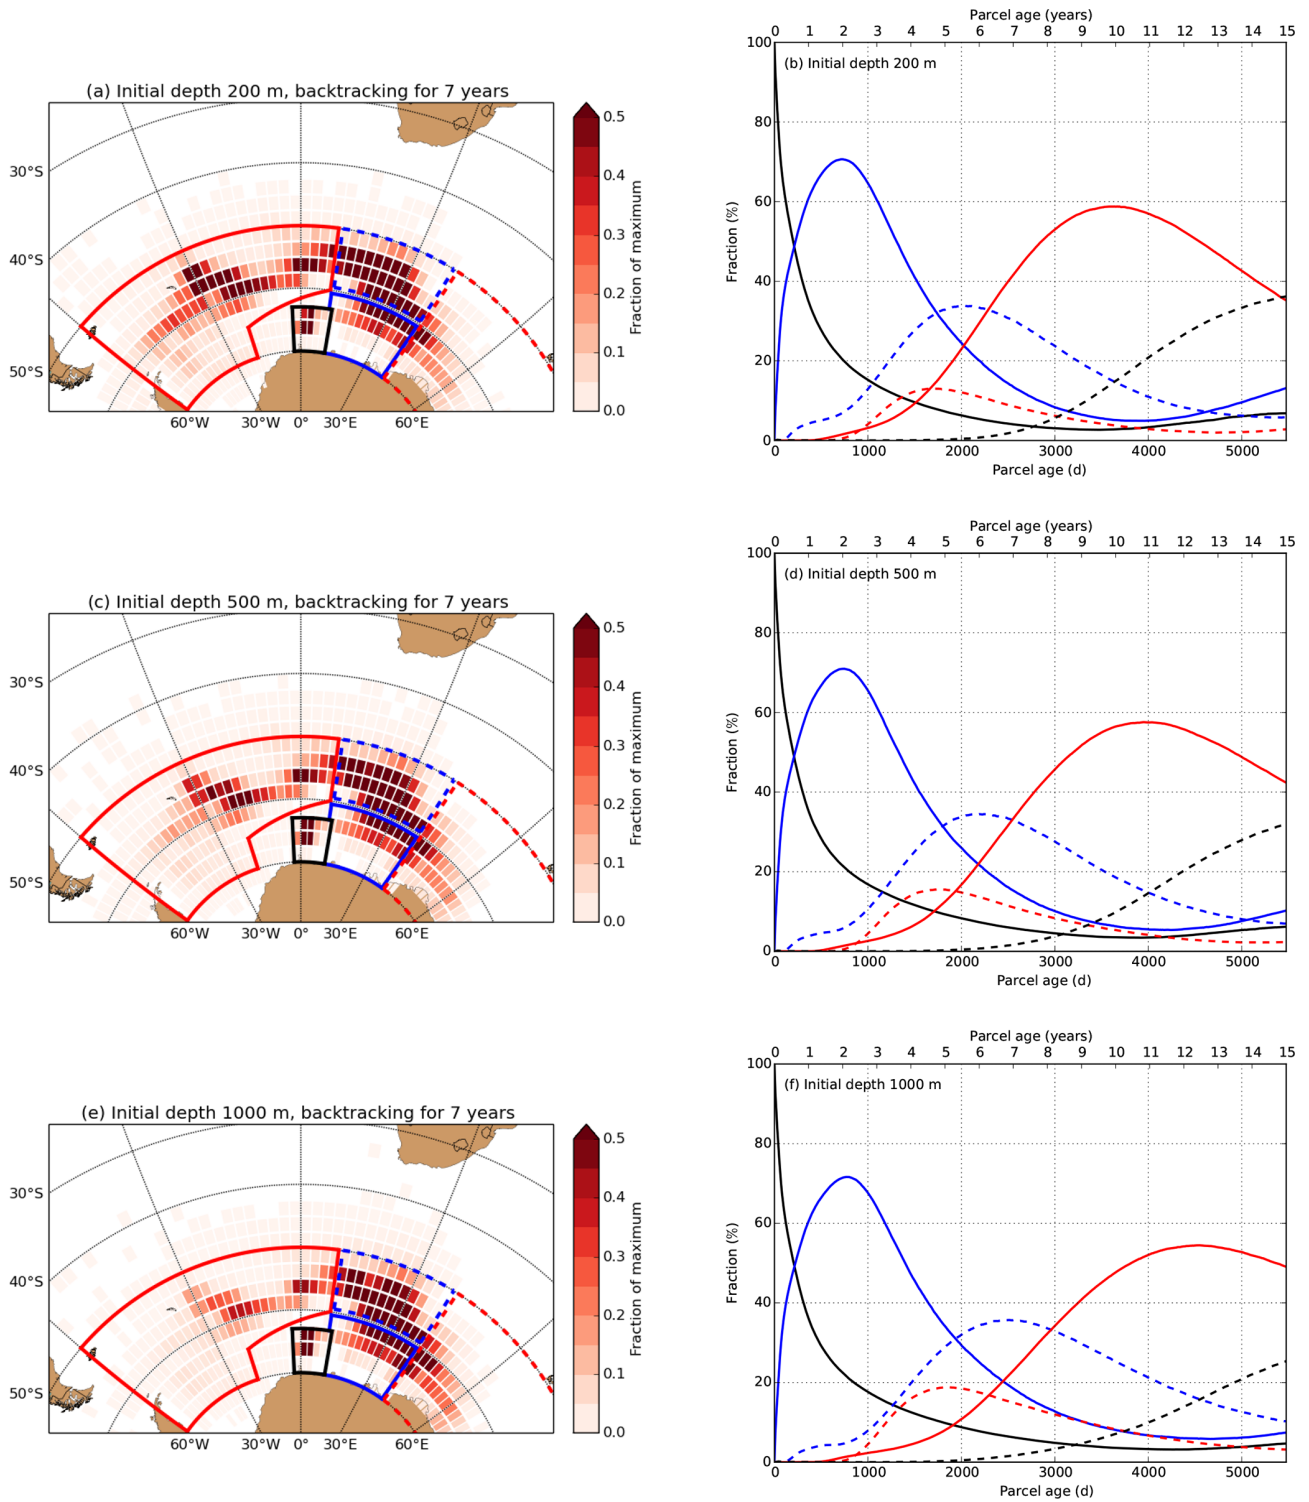 (a) Initial depth 200 m, backtracking for 7 years
30°S
40°S
50°S
60°W 30°W 0° 30°E 60°E
0.5
0.4
0.3
0.2
0.1
0.0
Fraction of maximum
Parcel age (years)
0 1 2 3 4 5 6 7 8 9 10 11 12 13 14 15
(b) Initial depth 200 m
100
80
60
40
20
0
Fraction (%)
0 1000 2000 3000 4000 5000
Parcel age (d)
(c) Initial depth 500 m, backtracking for 7 years
30°S
40°S
50°S
60°W 30°W 0° 30°E 60°E
0.5
0.4
0.3
0.2
0.1
0.0
Fraction of maximum
Parcel age (years)
0 1 2 3 4 5 6 7 8 9 10 11 12 13 14 15
(d) Initial depth 500 m
100
80
60
40
20
0
Fraction (%)
0 1000 2000 3000 4000 5000
Parcel age (d)
(e) Initial depth 1000 m, backtracking for 7 years
30°S
40°S
50°S
60°W 30°W 0° 30°E 60°E
0.5
0.4
0.3
0.2
0.1
0.0
Fraction of maximum
Parcel age (years)
0 1 2 3 4 5 6 7 8 9 10 11 12 13 14 15
(f) Initial depth 1000 m
100
80
60
40
20
0
Fraction (%)
0 1000 2000 3000 4000 5000
Parcel age (d)